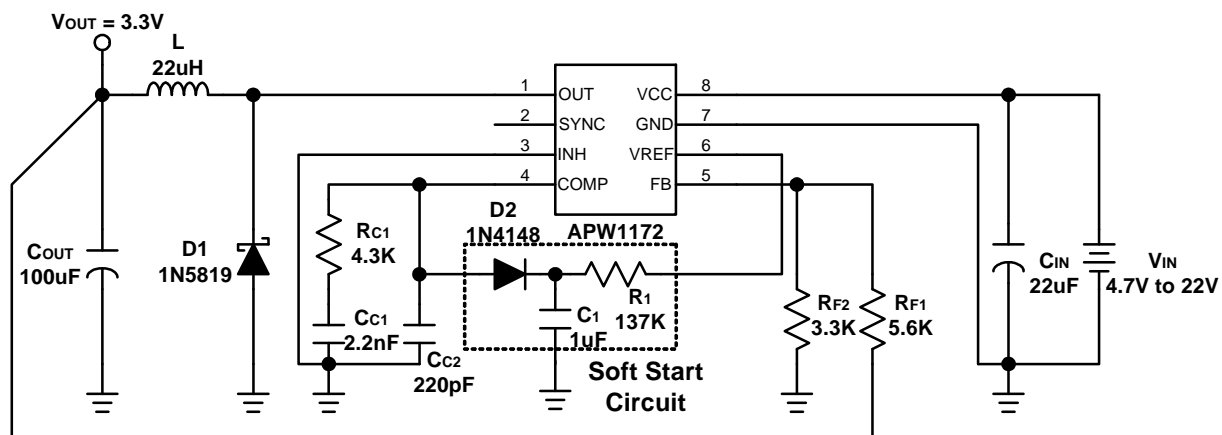 VOUT = 3.3V
L
22uH
1
OUT
VCC
8
2
SYNC
GND
7
3
INH
VREF
6
4
COMP
FB
5
D2
1N4148
APW1172
RC1
4.3K
COUT
100uF
D1
1N5819
R1
137K
C1
1uF
CC1
2.2nF
CC2
220pF
Soft Start
Circuit
RF2
3.3K
RF1
5.6K
CIN
22uF
VIN
4.7V to 22V